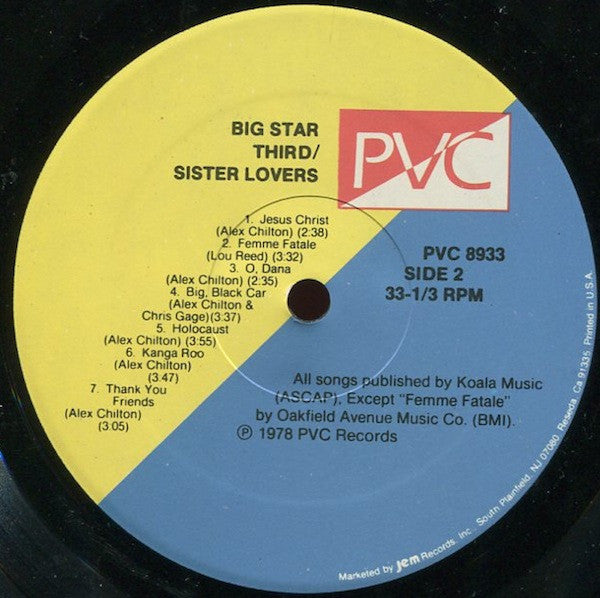 BIG STAR
THIRD/
SISTER LOVERS
PVC
1. Jesus Christ
(Alex Chilton) (2:38)
2. Femme Fatale
(Lou Reed) (3:32)
3. O, Dana
(Alex Chilton) (2:35)
4. Big, Black Car
(Alex Chilton &
Chris Gage)(3:37)
5. Holocaust
(Alex Chilton) (3:55)
6. Kanga Roo
(Alex Chilton)
(3.47)
7. Thank You
Friends
(Alex Chilton)
(3:05)
PVC 8933
SIDE 2
33-1/3 RPM
All songs published by Koala Music
(ASCAP). Except "Femme Fatale"
by Oakfield Avenue Music Co. (BMI).
℗ 1978 PVC Records
Marketed by Jem Records, Inc. South Plainfield, NJ 07080, Reseda, Ca 91335. Printed in U.S.A.